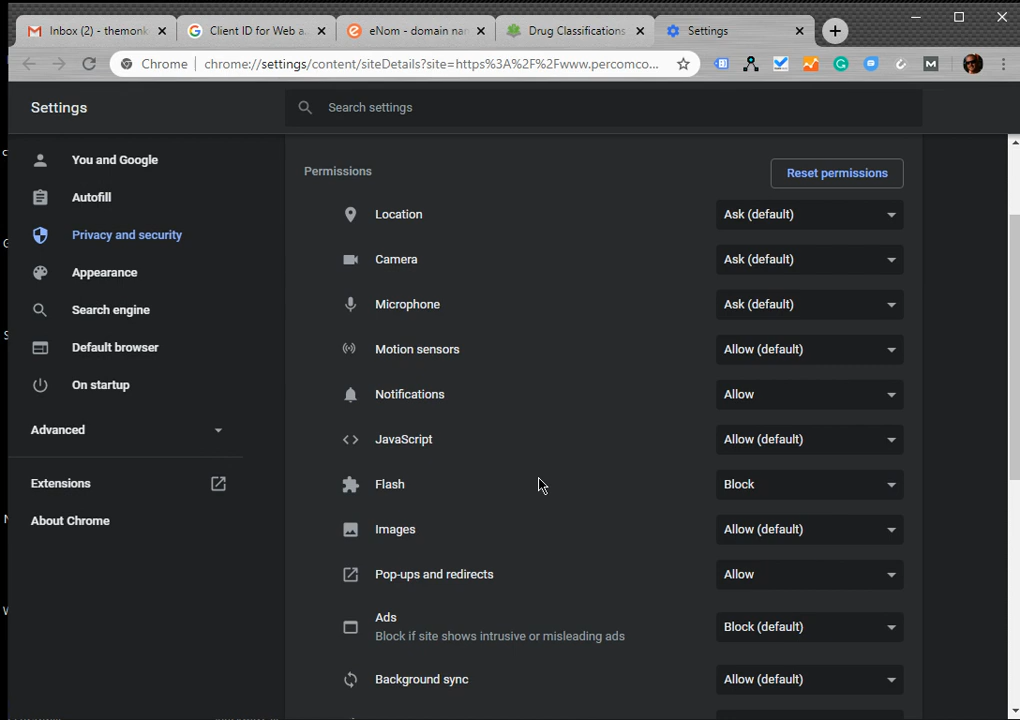 Inbox (2) - themonk
Client ID for Web a
eNom - domain nar
Drug Classifications
Settings
Chrome
chrome://settings/content/siteDetails?site=https%3A%2F%2Fwww.percomco...
M
Settings
Search settings
You and Google
Autofill
Privacy and security
Appearance
Search engine
Default browser
On startup
Advanced
Extensions
About Chrome
Permissions
Reset permissions
Location
Ask (default)
Camera
Ask (default)
Microphone
Ask (default)
Motion sensors
Allow (default)
Notifications
Allow
JavaScript
Allow (default)
Flash
Block
Images
Allow (default)
Pop-ups and redirects
Allow
Ads
Block if site shows intrusive or misleading ads
Block (default)
Background sync
Allow (default)